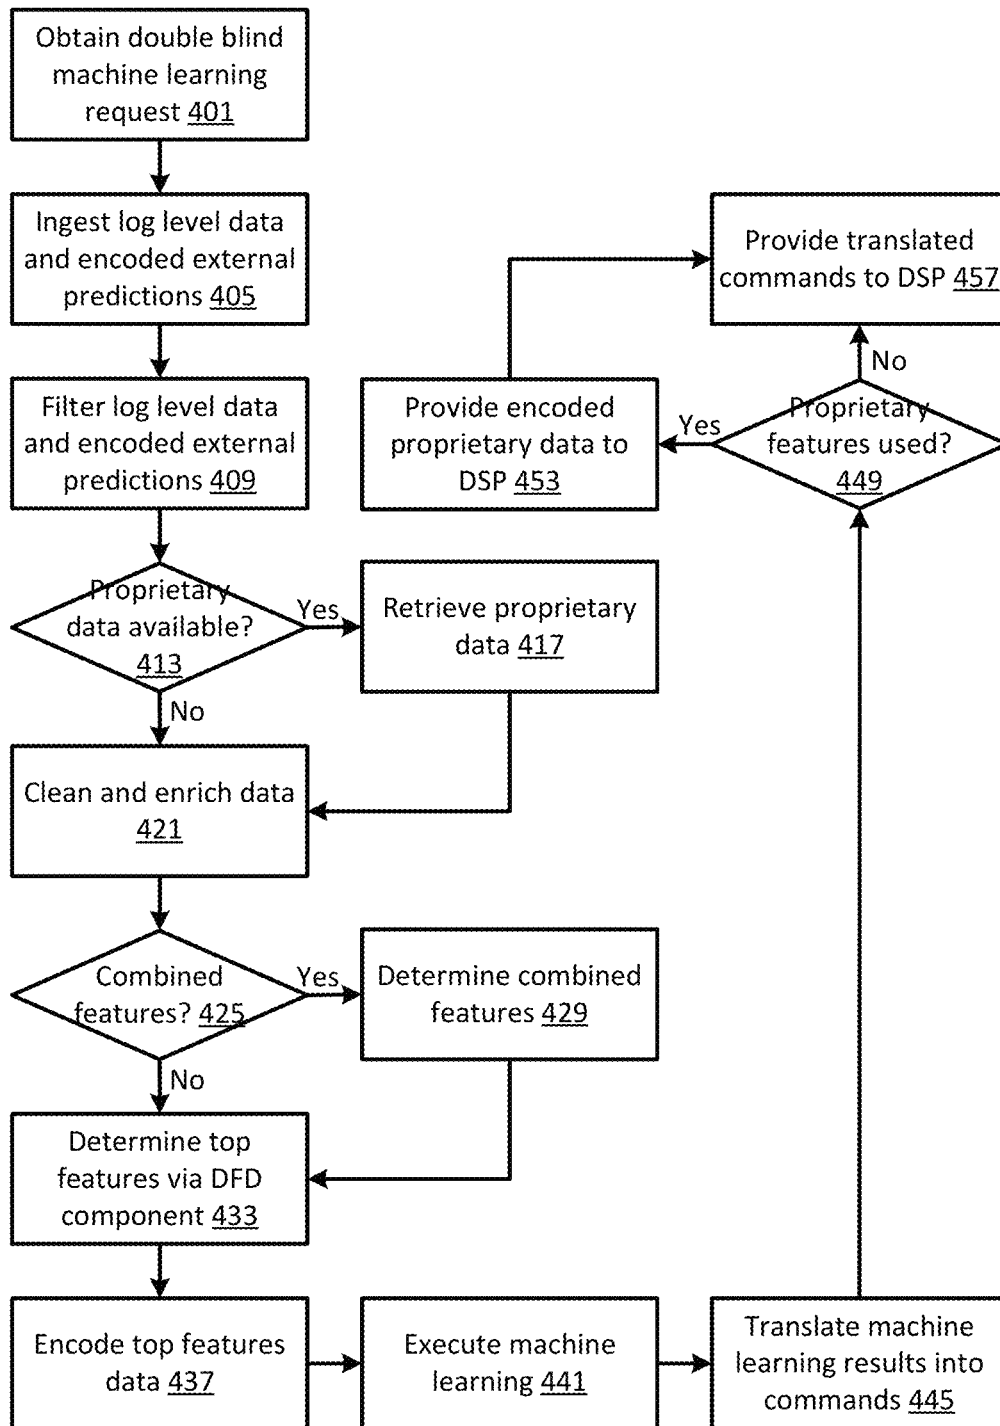 Obtain double blind
machine learning
request 401
Ingest log level data
and encoded external
predictions 405
Filter log level data
and encoded external
predictions 409
Proprietary
data available?
413
Yes
No
Retrieve proprietary
data 417
Clean and enrich data
421
Combined
features? 425
Yes
No
Determine combined
features 429
Determine top
features via DFD
component 433
Encode top features
data 437
Execute machine
learning 441
Translate machine
learning results into
commands 445
Proprietary
features used?
449
Yes
No
Provide encoded
proprietary data to
DSP 453
Provide translated
commands to DSP 457